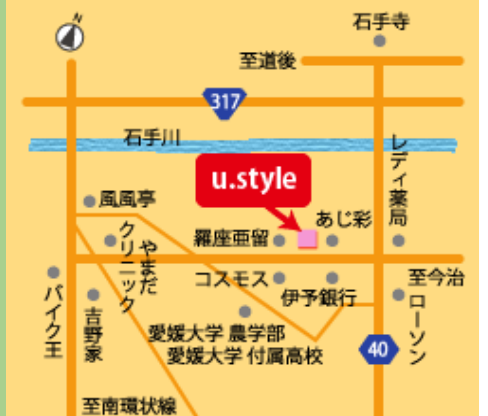 N
石手寺
至道後
317
石手川
レディ薬局
u.style
風風亭
あじ彩
羅座亜留
やまだ
クリニック
コスモス
至今治
伊予銀行
バイク王
吉野家
ローソン
愛媛大学 農学部
愛媛大学 付属高校
40
至南環状線